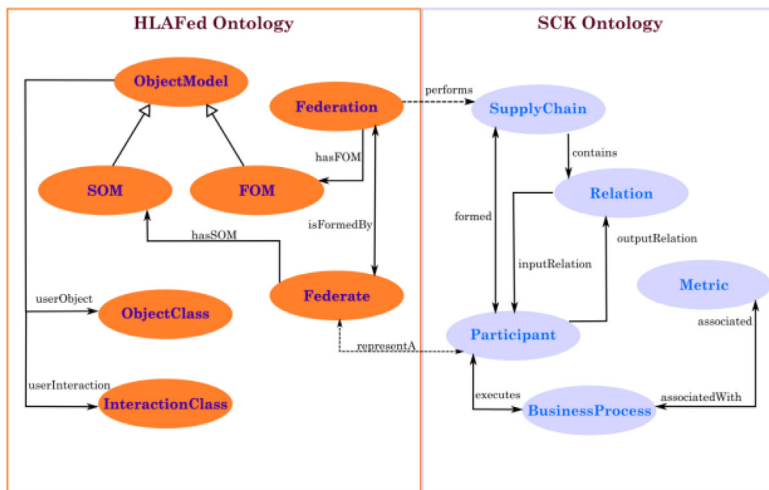 HLAFed Ontology
SCK Ontology
ObjectModel
Federation
performs
SupplyChain
hasFOM
contains
SOM
FOM
Relation
isFormedBy
formed
hasSOM
outputRelation
inputRelation
Metric
userObject
Federate
ObjectClass
associated
Participant
representA
userInteraction
executes
associatedWith
InteractionClass
BusinessProcess